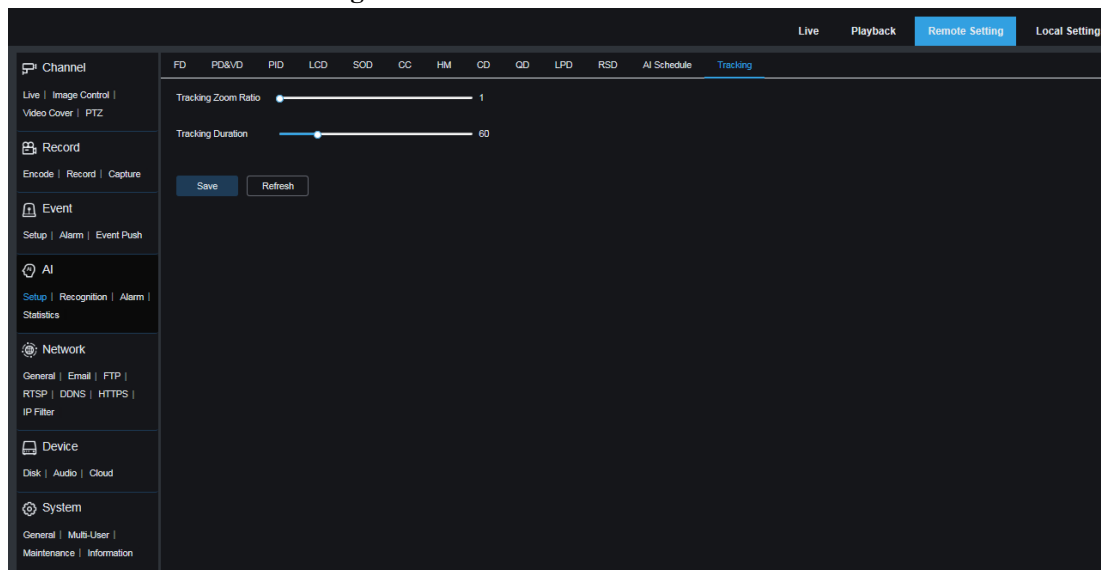 Live Playback Remote Setting Local Setting
Channel
Live | Image Control |
Video Cover | PTZ
Record
Encode | Record | Capture
Event
Setup | Alarm | Event Push
AI
Setup | Recognition | Alarm |
Statistics
Network
General | Email | FTP |
RTSP | DDNS | HTTPS |
IP Filter
Device
Disk | Audio | Cloud
System
General | Multi-User |
Maintenance | Information
FD PD&VD PID LCD SOD CC HM CD QD LPD RSD AI Schedule Tracking
Tracking Zoom Ratio 1
Tracking Duration 60
Save Refresh